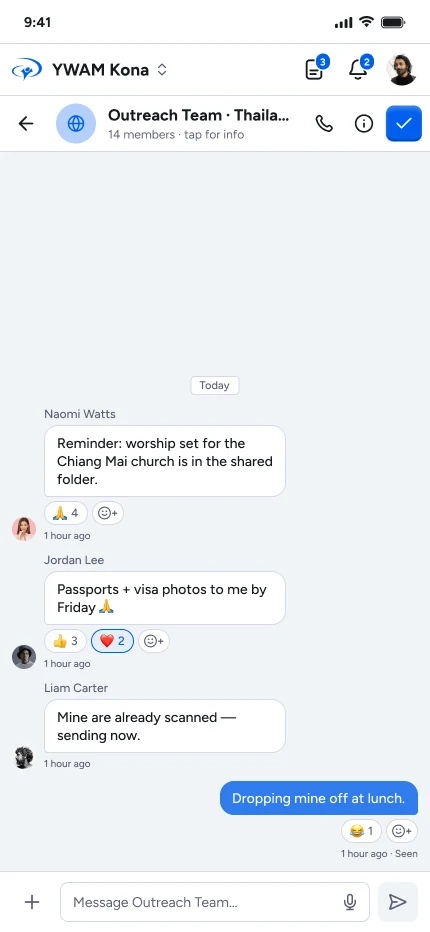 9:41
YWAM Kona
3
2
Outreach Team · Thaila...
14 members · tap for info
Today
Naomi Watts
Reminder: worship set for the
Chiang Mai church is in the shared
folder.
🙏 4
1 hour ago
Jordan Lee
Passports + visa photos to me by
Friday 🙏
👍 3 ❤️ 2
1 hour ago
Liam Carter
Mine are already scanned —
sending now.
1 hour ago
Dropping mine off at lunch.
😂 1
1 hour ago · Seen
Message Outreach Team...